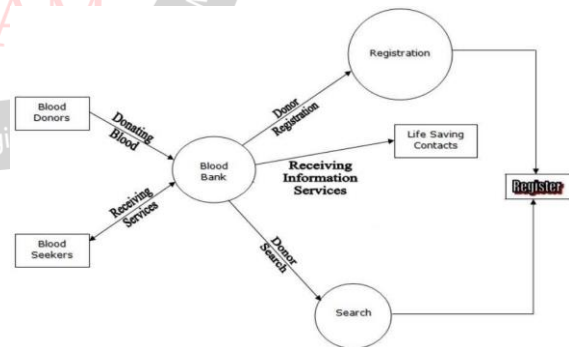 AM
Registration
Blood
Donors
Donating
Blood
Donor
Registration
Life Saving
Contacts
Blood
Bank
Receiving
Information
Services
Register
Receiving
Services
Blood
Seekers
Donor
Search
Search